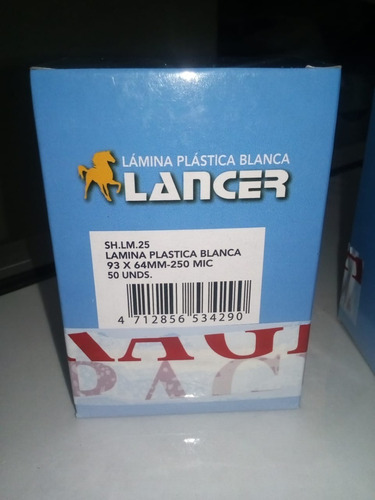 LÁMINA PLÁSTICA BLANCA
LANCER
SH.LM.25
LAMINA PLASTICA BLANCA
93 X 64MM-250 MIC
50 UNDS.
4 712856 534290